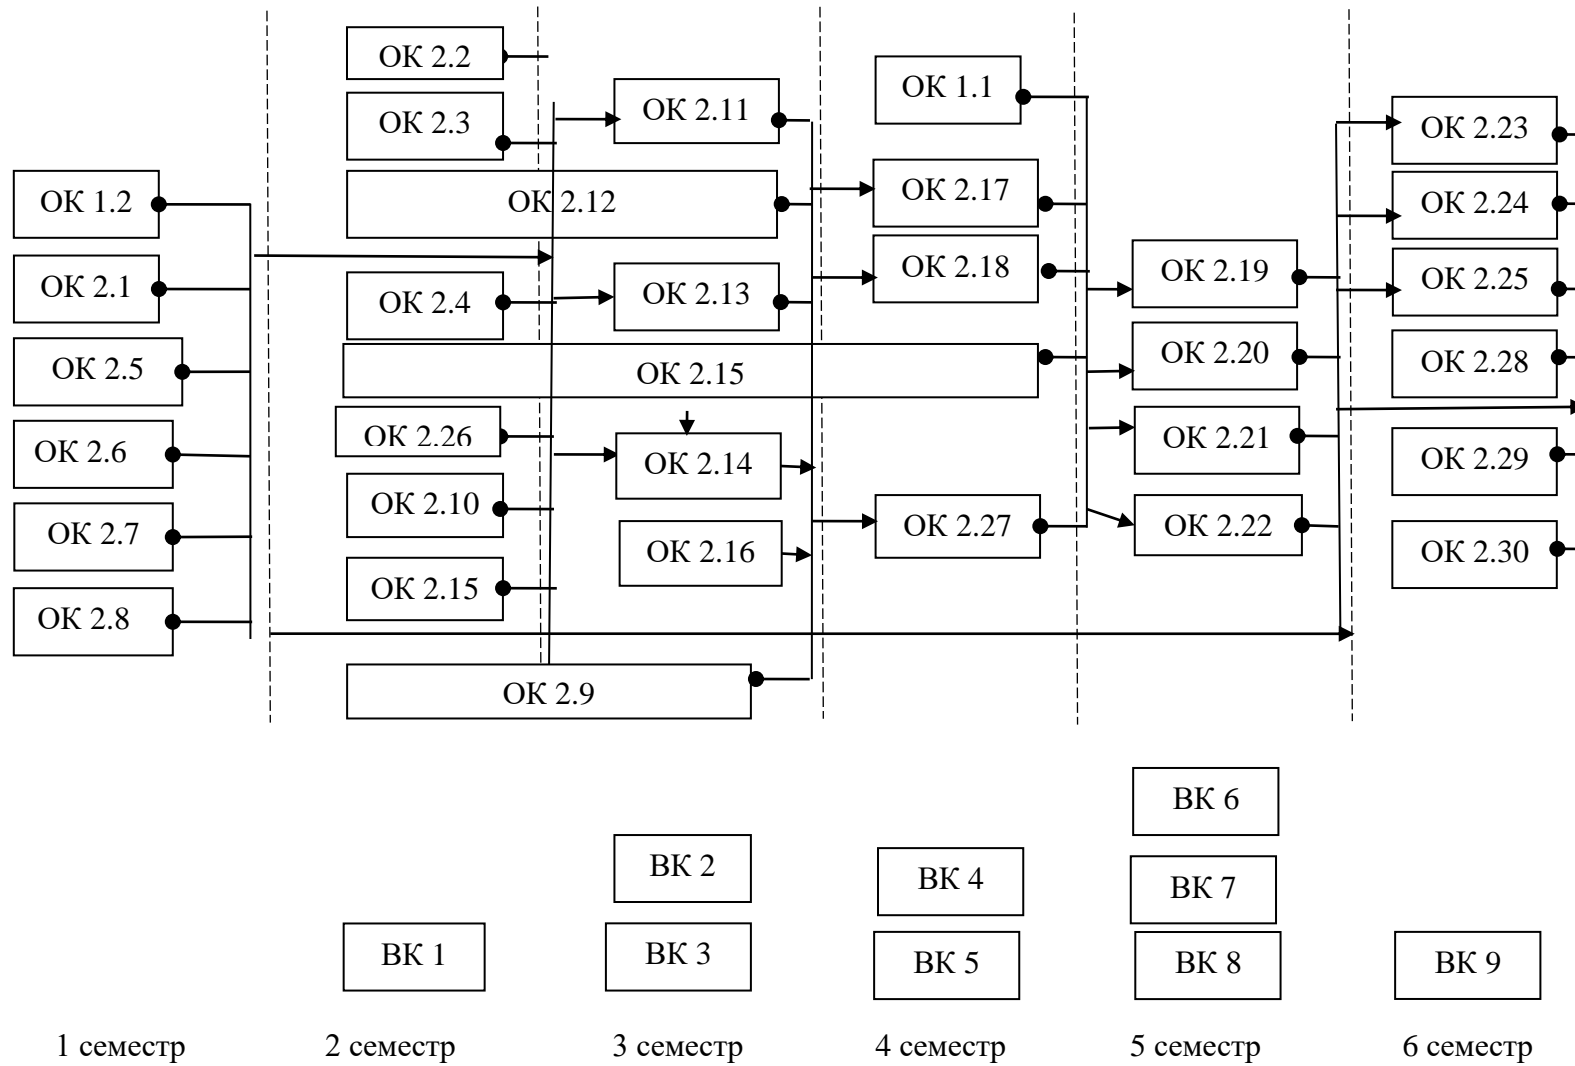 ОК 1.2
ОК 2.1
ОК 2.5
ОК 2.6
ОК 2.7
ОК 2.8
ОК 2.2
ОК 2.3
ОК 2.12
ОК 2.4
ОК 2.15
ОК 2.26
ОК 2.10
ОК 2.15
ОК 2.9
ОК 2.11
ОК 2.13
ОК 2.14
ОК 2.16
ОК 1.1
ОК 2.17
ОК 2.18
ОК 2.27
ОК 2.19
ОК 2.20
ОК 2.21
ОК 2.22
ОК 2.23
ОК 2.24
ОК 2.25
ОК 2.28
ОК 2.29
ОК 2.30
ВК 1
ВК 2
ВК 3
ВК 4
ВК 5
ВК 6
ВК 7
ВК 8
ВК 9
1 семестр
2 семестр
3 семестр
4 семестр
5 семестр
6 семестр